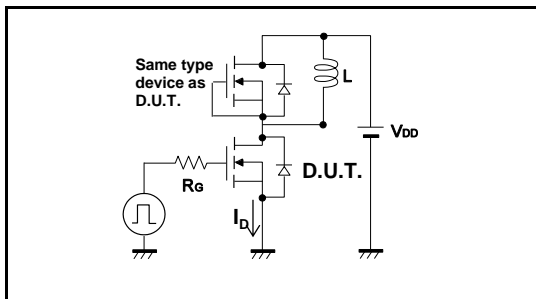 Same type
device as
D.U.T.
L
VDD
D.U.T.
RG
ID